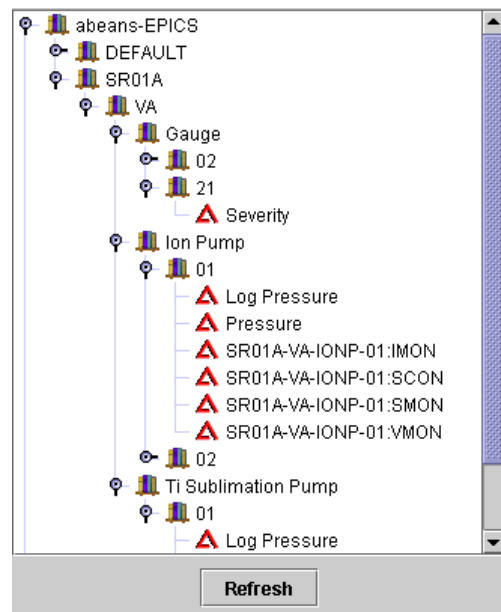 abeans-EPICS
DEFAULT
SR01A
VA
Gauge
02
21
Severity
Ion Pump
01
Log Pressure
Pressure
SR01A-VA-IONP-01:IMON
SR01A-VA-IONP-01:SCON
SR01A-VA-IONP-01:SMON
SR01A-VA-IONP-01:VMON
02
Ti Sublimation Pump
01
Log Pressure
Refresh